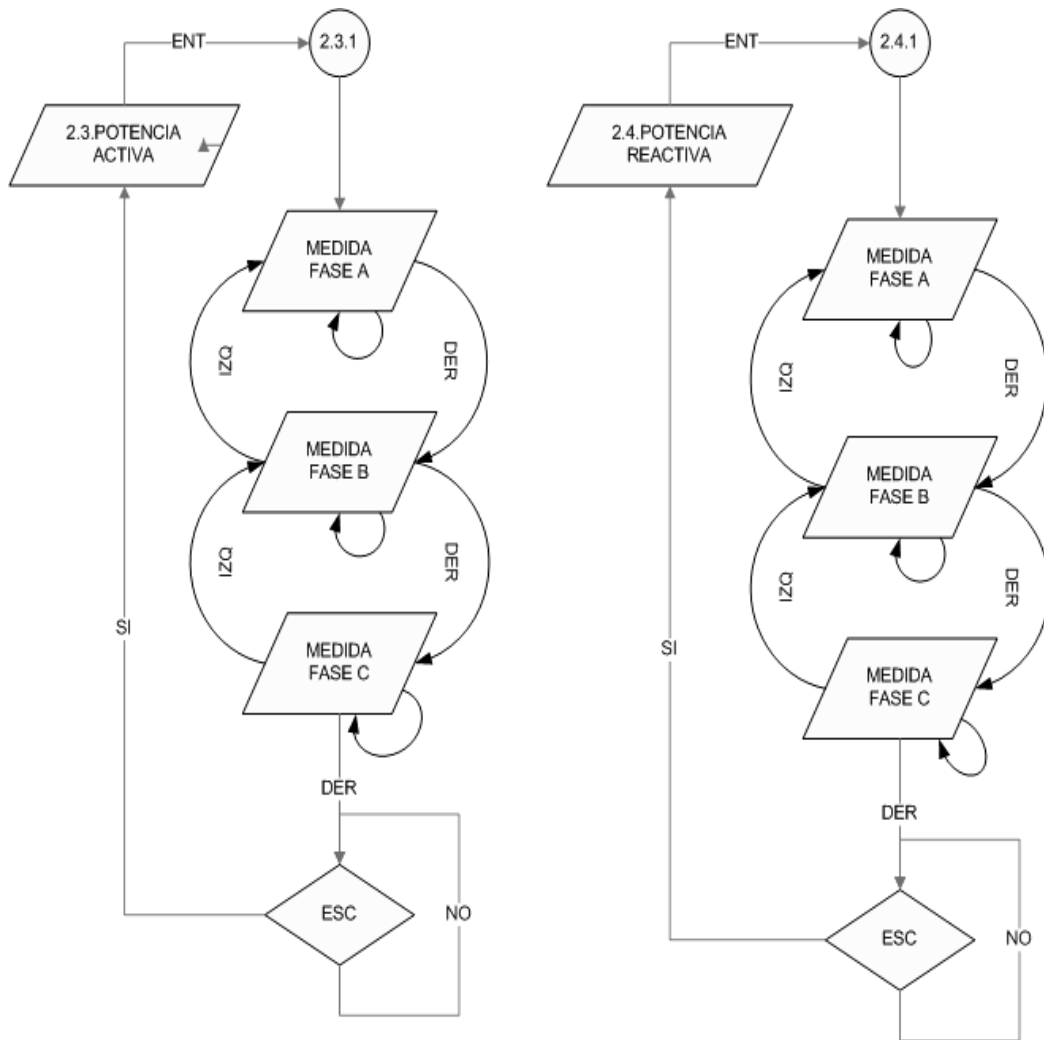 ENT
2.3.1
2.3.POTENCIA
ACTIVA
MEDIDA
FASE A
IZQ
DER
MEDIDA
FASE B
IZQ
DER
MEDIDA
FASE C
SI
DER
ESC
NO
ENT
2.4.1
2.4.POTENCIA
REACTIVA
MEDIDA
FASE A
IZQ
DER
MEDIDA
FASE B
IZQ
DER
MEDIDA
FASE C
SI
DER
ESC
NO